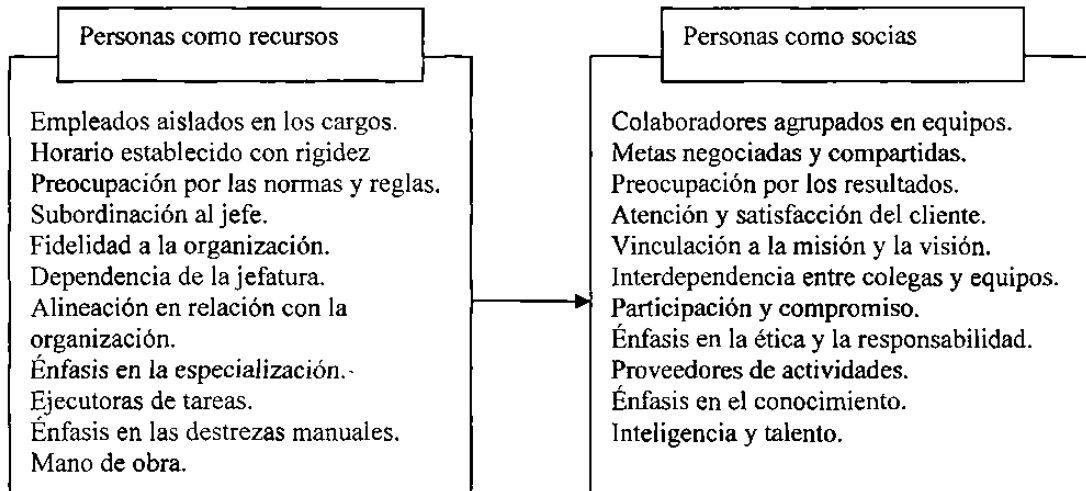 Personas como recursos
Empleados aislados en los cargos.
Horario establecido con rigidez
Preocupación por las normas y reglas.
Subordinación al jefe.
Fidelidad a la organización.
Dependencia de la jefatura.
Alineación en relación con la
organización.
Énfasis en la especialización.
Ejecutoras de tareas.
Énfasis en las destrezas manuales.
Mano de obra.
Personas como socias
Colaboradores agrupados en equipos.
Metas negociadas y compartidas.
Preocupación por los resultados.
Atención y satisfacción del cliente.
Vinculación a la misión y la visión.
Interdependencia entre colegas y equipos.
Participación y compromiso.
Énfasis en la ética y la responsabilidad.
Proveedores de actividades.
Énfasis en el conocimiento.
Inteligencia y talento.